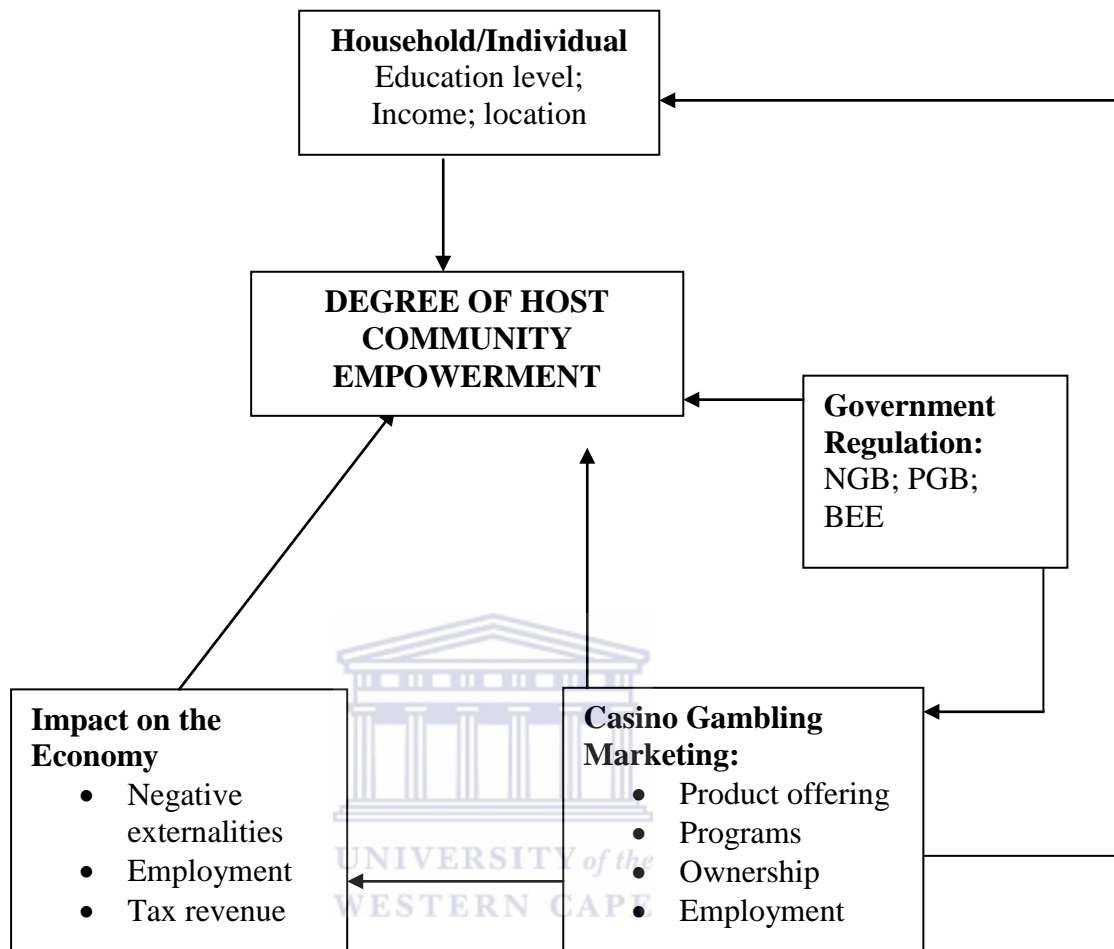 Household/Individual
Education level;
Income; location
DEGREE OF HOST
COMMUNITY
EMPOWERMENT
Government
Regulation:
NGB; PGB;
BEE
Impact on the
Economy
• Negative
externalities
• Employment
• Tax revenue
Casino Gambling
Marketing:
• Product offering
• Programs
• Ownership
• Employment
UNIVERSITY of the
WESTERN CAPE